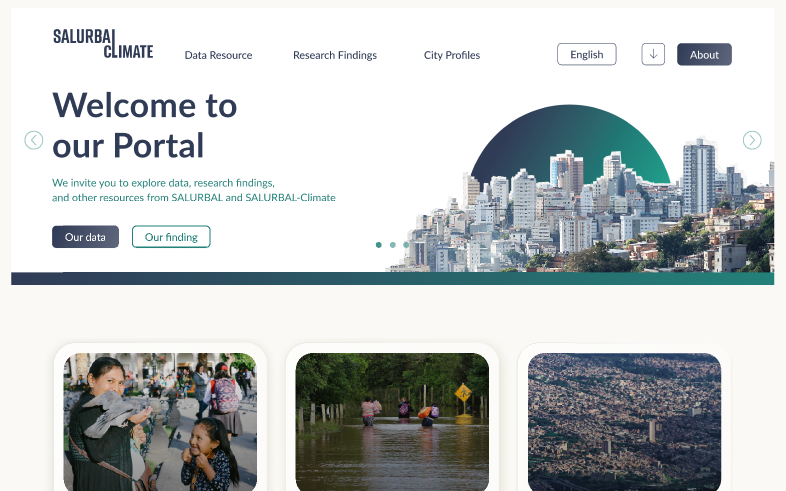 SALURBAL
CLIMATE
Data Resource
Research Findings
City Profiles
English
About
Welcome to
our Portal
We invite you to explore data, research findings,
and other resources from SALURBAL and SALURBAL-Climate
Our data
Our finding